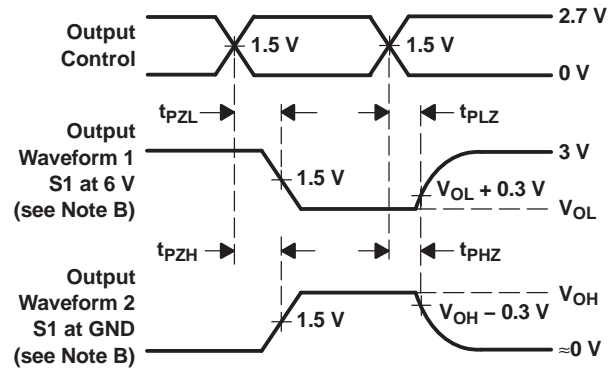 Output
Control
1.5 V
1.5 V
2.7 V
0 V
tPZL
tPLZ
Output
Waveform 1
S1 at 6 V
(see Note B)
1.5 V
3 V
VOL + 0.3 V
VOL
tPZH
tPHZ
Output
Waveform 2
S1 at GND
(see Note B)
1.5 V
VOH
VOH − 0.3 V
≈0 V